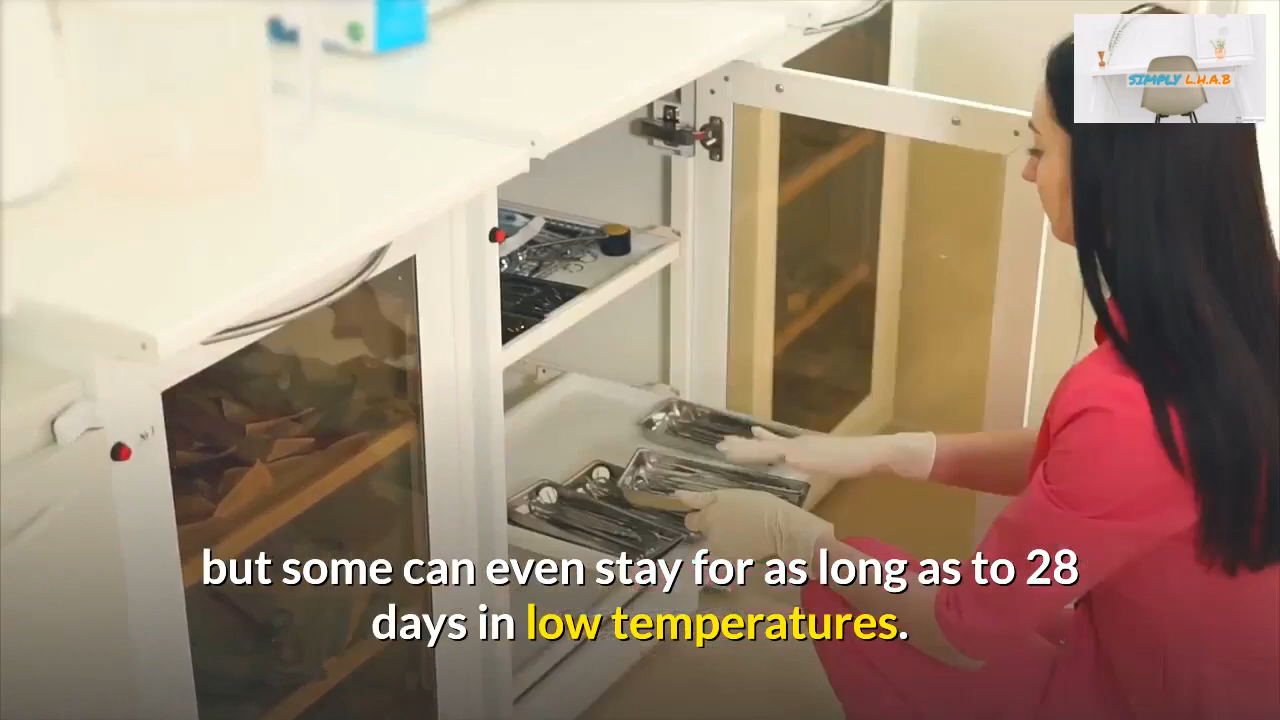 SIMPLY L.H.A.B
but some can even stay for as long as to 28
days in low temperatures.